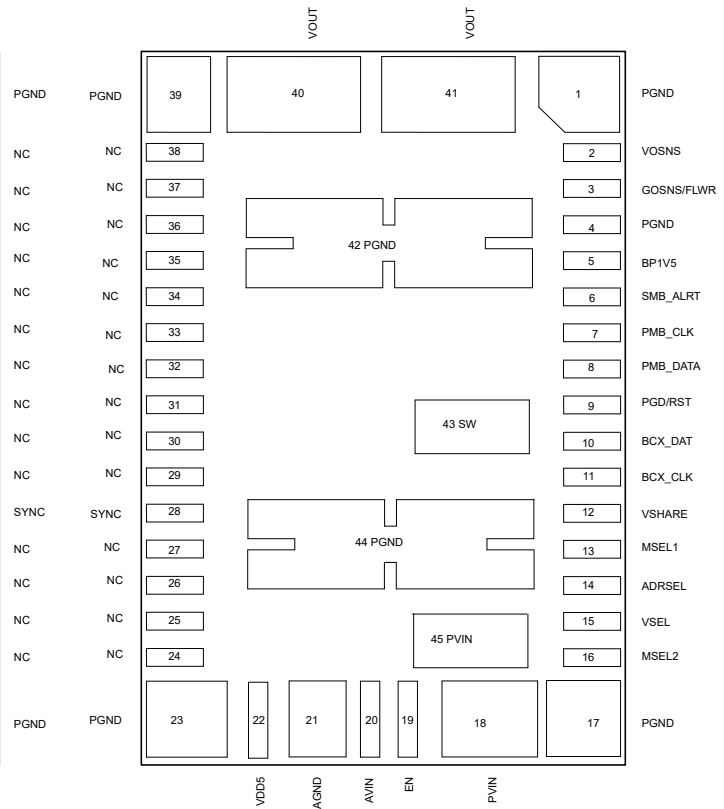 VOUT VOUT
PGND PGND 39 40 41 1 PGND
NC NC 38 2 VOSNS
NC NC 37 3 GOSNS/FLWR
NC NC 36 4 PGND
42 PGND
NC NC 35 5 BP1V5
NC NC 34 6 SMB_ALRT
NC NC 33 7 PMB_CLK
NC NC 32 8 PMB_DATA
NC NC 31 9 PGD/RST
43 SW
NC NC 30 10 BCX_DAT
NC NC 29 11 BCX_CLK
SYNC SYNC 28 12 VSHARE
NC NC 27 44 PGND 13 MSEL1
NC NC 26 14 ADRSEL
NC NC 25 15 VSEL
45 PVIN
NC NC 24 16 MSEL2
PGND PGND 23 22 21 20 19 18 17 PGND
VDD5 AGND AVIN EN PVIN